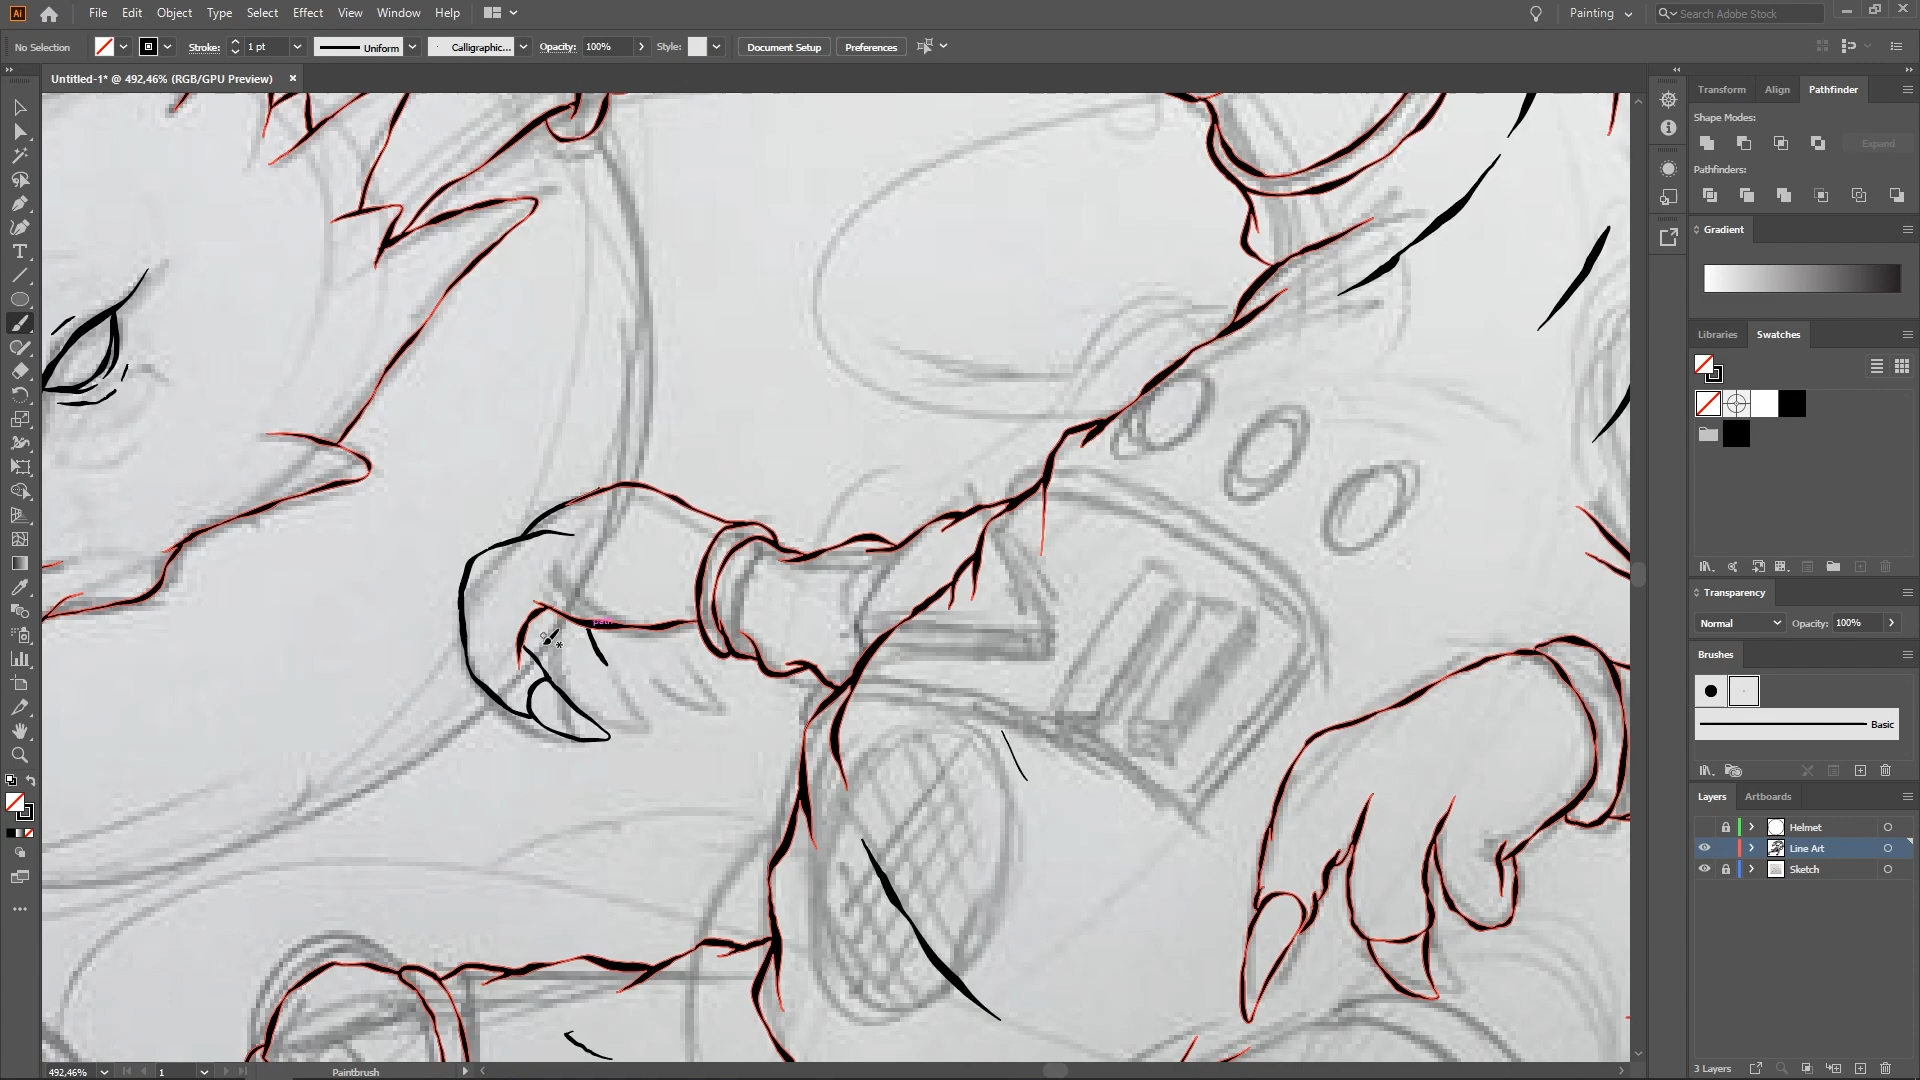 Ai File Edit Object Type Select Effect View Window Help Painting Search Adobe Stock
No Selection Stroke: 1 pt Uniform Calligraphic... Opacity: 100% Style: Document Setup Preferences
Untitled-1* @ 492,46% (RGB/GPU Preview)
Transform Align Pathfinder
Shape Modes:
Expand
Pathfinders:
Gradient
Libraries Swatches
Transparency
Normal Opacity: 100%
path
Brushes
Basic
Layers Artboards
Helmet
Line Art
Sketch
492,46% 1 Paintbrush 3 Layers